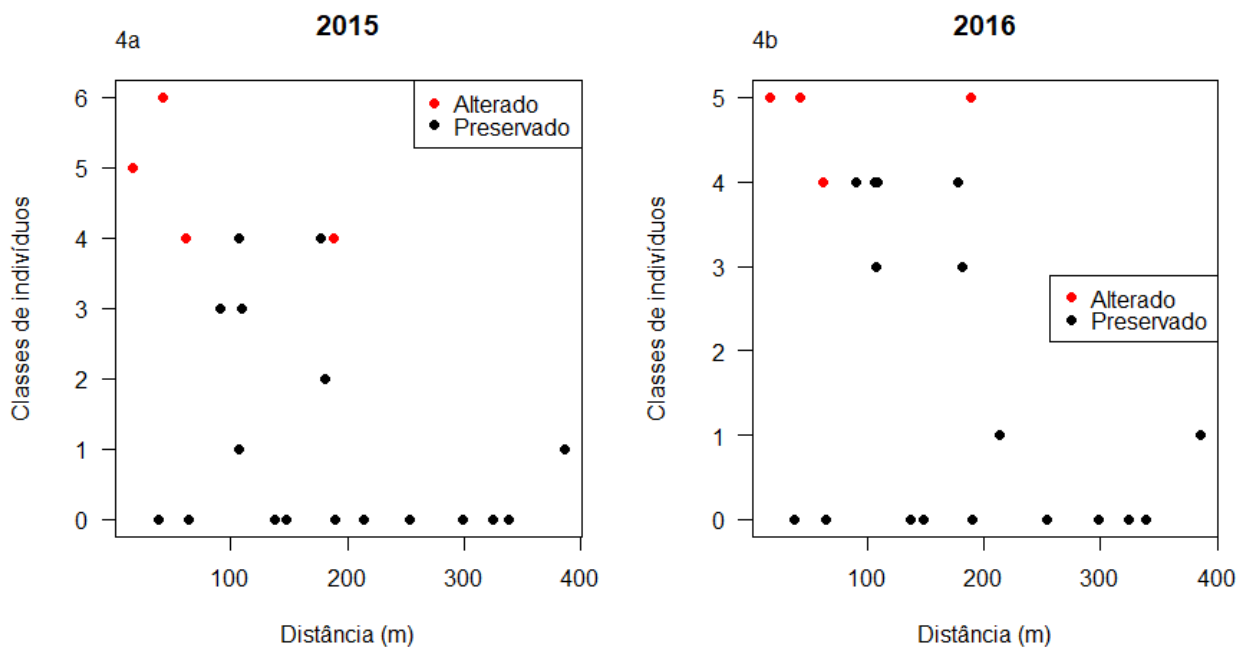 2015
4a
6
5
4
3
2
1
0
Classes de indivíduos
Alterado
Preservado
100 200 300 400
Distância (m)
2016
4b
5
4
3
2
1
0
Classes de indivíduos
Alterado
Preservado
100 200 300 400
Distância (m)